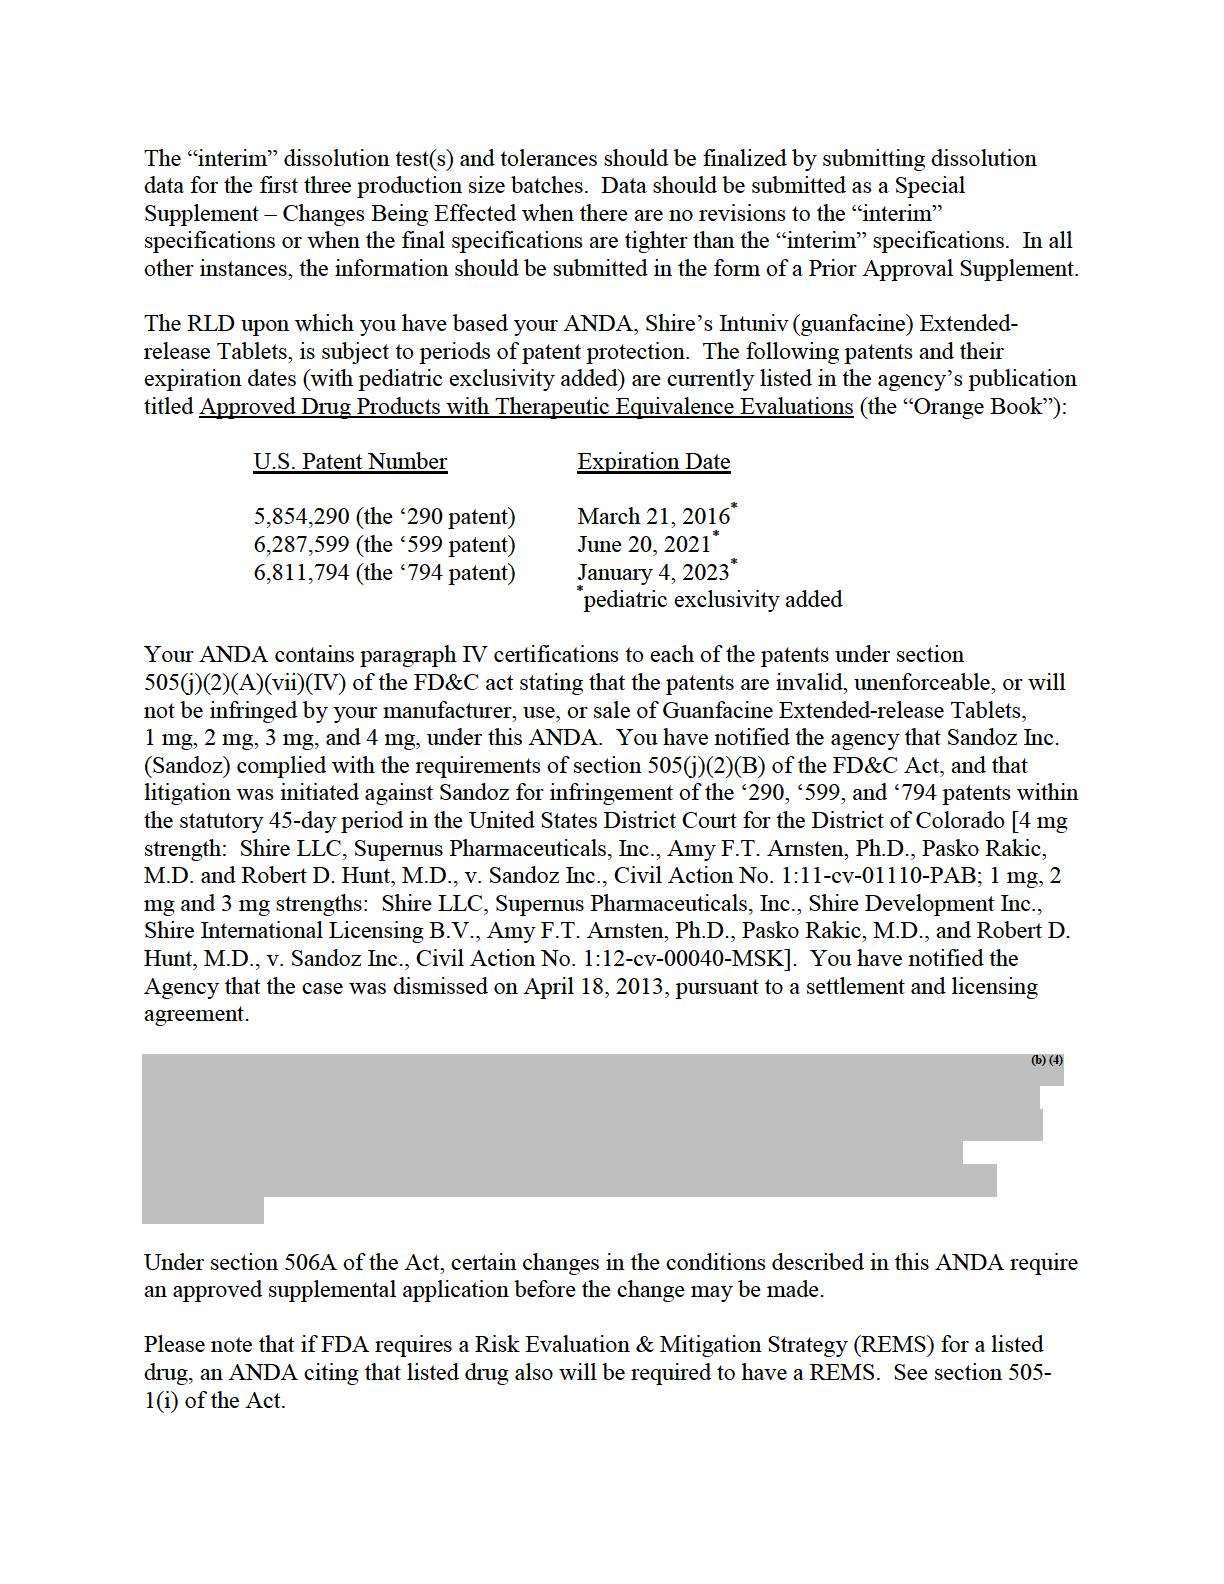 The “interim” dissolution test(s) and tolerances should be finalized by submitting dissolution
data for the first three production size batches.  Data should be submitted as a Special
Supplement – Changes Being Effected when there are no revisions to the “interim”
specifications or when the final specifications are tighter than the “interim” specifications.  In all
other instances, the information should be submitted in the form of a Prior Approval Supplement.
The RLD upon which you have based your ANDA, Shire’s Intuniv (guanfacine) Extended-
release Tablets, is subject to periods of patent protection.  The following patents and their
expiration dates (with pediatric exclusivity added) are currently listed in the agency’s publication
titled Approved Drug Products with Therapeutic Equivalence Evaluations (the “Orange Book”):
U.S. Patent Number Expiration Date
5,854,290 (the ‘290 patent) March 21, 2016*
6,287,599 (the ‘599 patent) June 20, 2021*
6,811,794 (the ‘794 patent) January 4, 2023*
*pediatric exclusivity added
Your ANDA contains paragraph IV certifications to each of the patents under section
505(j)(2)(A)(vii)(IV) of the FD&C act stating that the patents are invalid, unenforceable, or will
not be infringed by your manufacturer, use, or sale of Guanfacine Extended-release Tablets,
1 mg, 2 mg, 3 mg, and 4 mg, under this ANDA.  You have notified the agency that Sandoz Inc.
(Sandoz) complied with the requirements of section 505(j)(2)(B) of the FD&C Act, and that
litigation was initiated against Sandoz for infringement of the ‘290, ‘599, and ‘794 patents within
the statutory 45-day period in the United States District Court for the District of Colorado [4 mg
strength:  Shire LLC, Supernus Pharmaceuticals, Inc., Amy F.T. Arnsten, Ph.D., Pasko Rakic,
M.D. and Robert D. Hunt, M.D., v. Sandoz Inc., Civil Action No. 1:11-cv-01110-PAB; 1 mg, 2
mg and 3 mg strengths:  Shire LLC, Supernus Pharmaceuticals, Inc., Shire Development Inc.,
Shire International Licensing B.V., Amy F.T. Arnsten, Ph.D., Pasko Rakic, M.D., and Robert D.
Hunt, M.D., v. Sandoz Inc., Civil Action No. 1:12-cv-00040-MSK].  You have notified the
Agency that the case was dismissed on April 18, 2013, pursuant to a settlement and licensing
agreement.
(b) (4)
Under section 506A of the Act, certain changes in the conditions described in this ANDA require
an approved supplemental application before the change may be made.
Please note that if FDA requires a Risk Evaluation & Mitigation Strategy (REMS) for a listed
drug, an ANDA citing that listed drug also will be required to have a REMS.  See section 505-
1(i) of the Act.